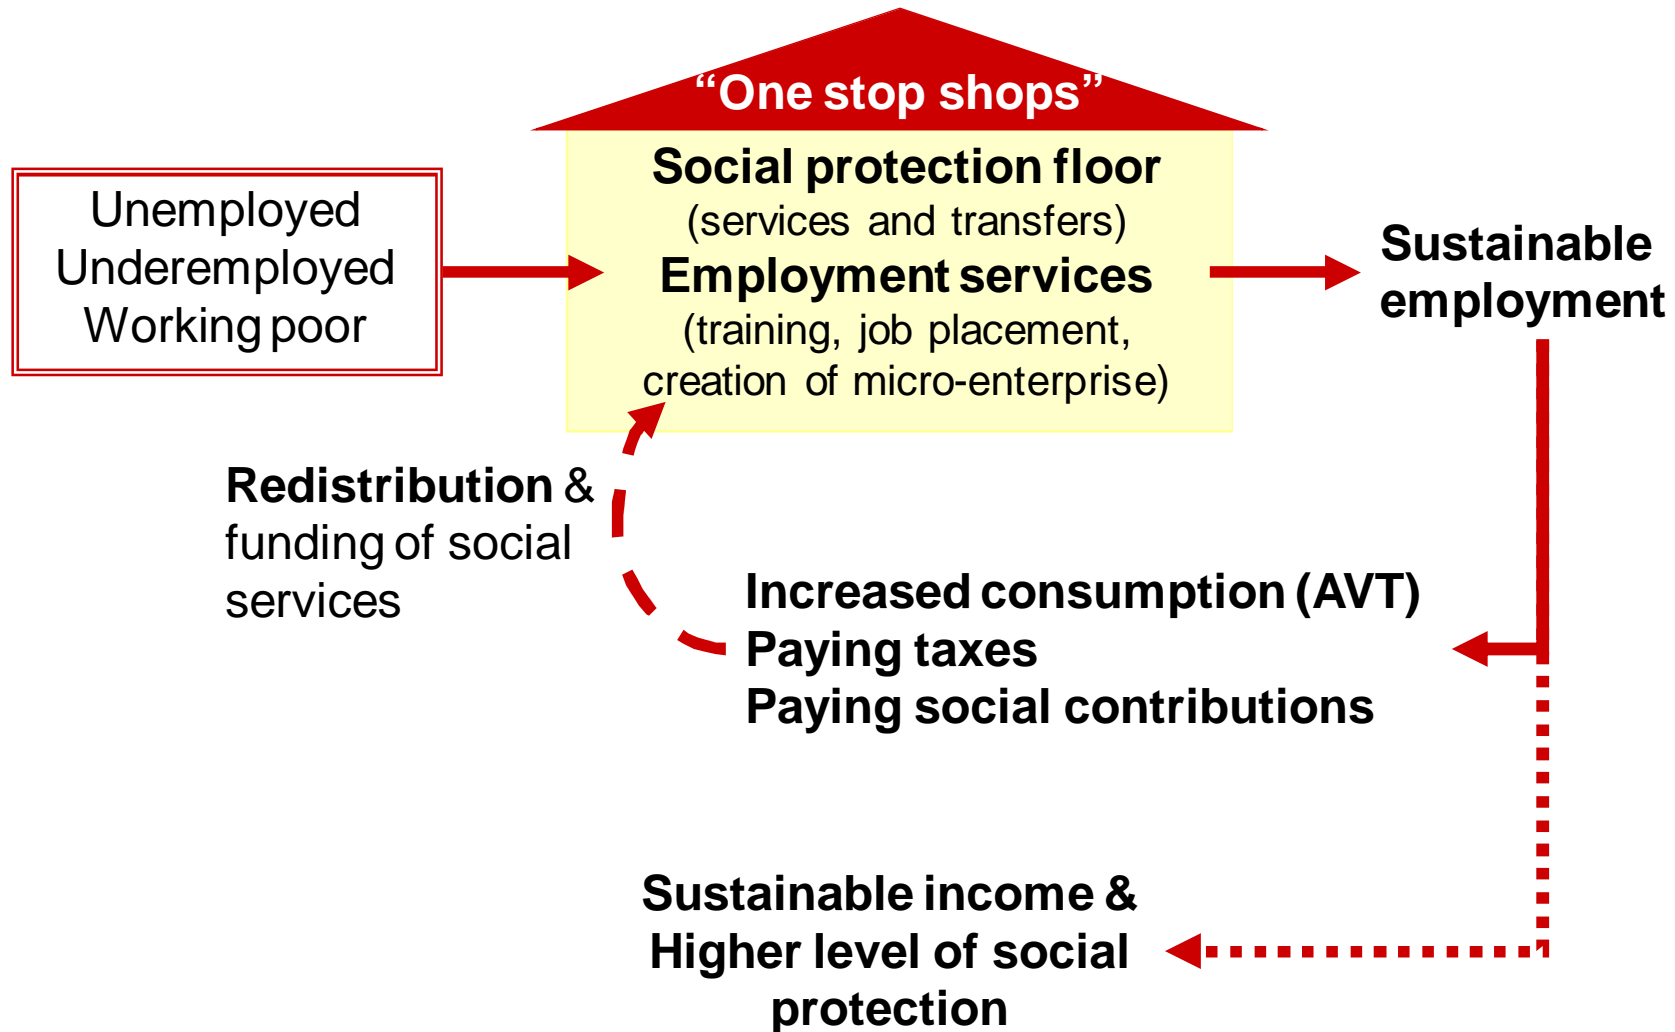 “One stop shops”
Social protection floor
(services and transfers)
Employment services
(training, job placement,
creation of micro-enterprise)
Unemployed
Underemployed
Working poor
Sustainable
employment
Redistribution &
funding of social
services
Increased consumption (AVT)
Paying taxes
Paying social contributions
Sustainable income &
Higher level of social
protection